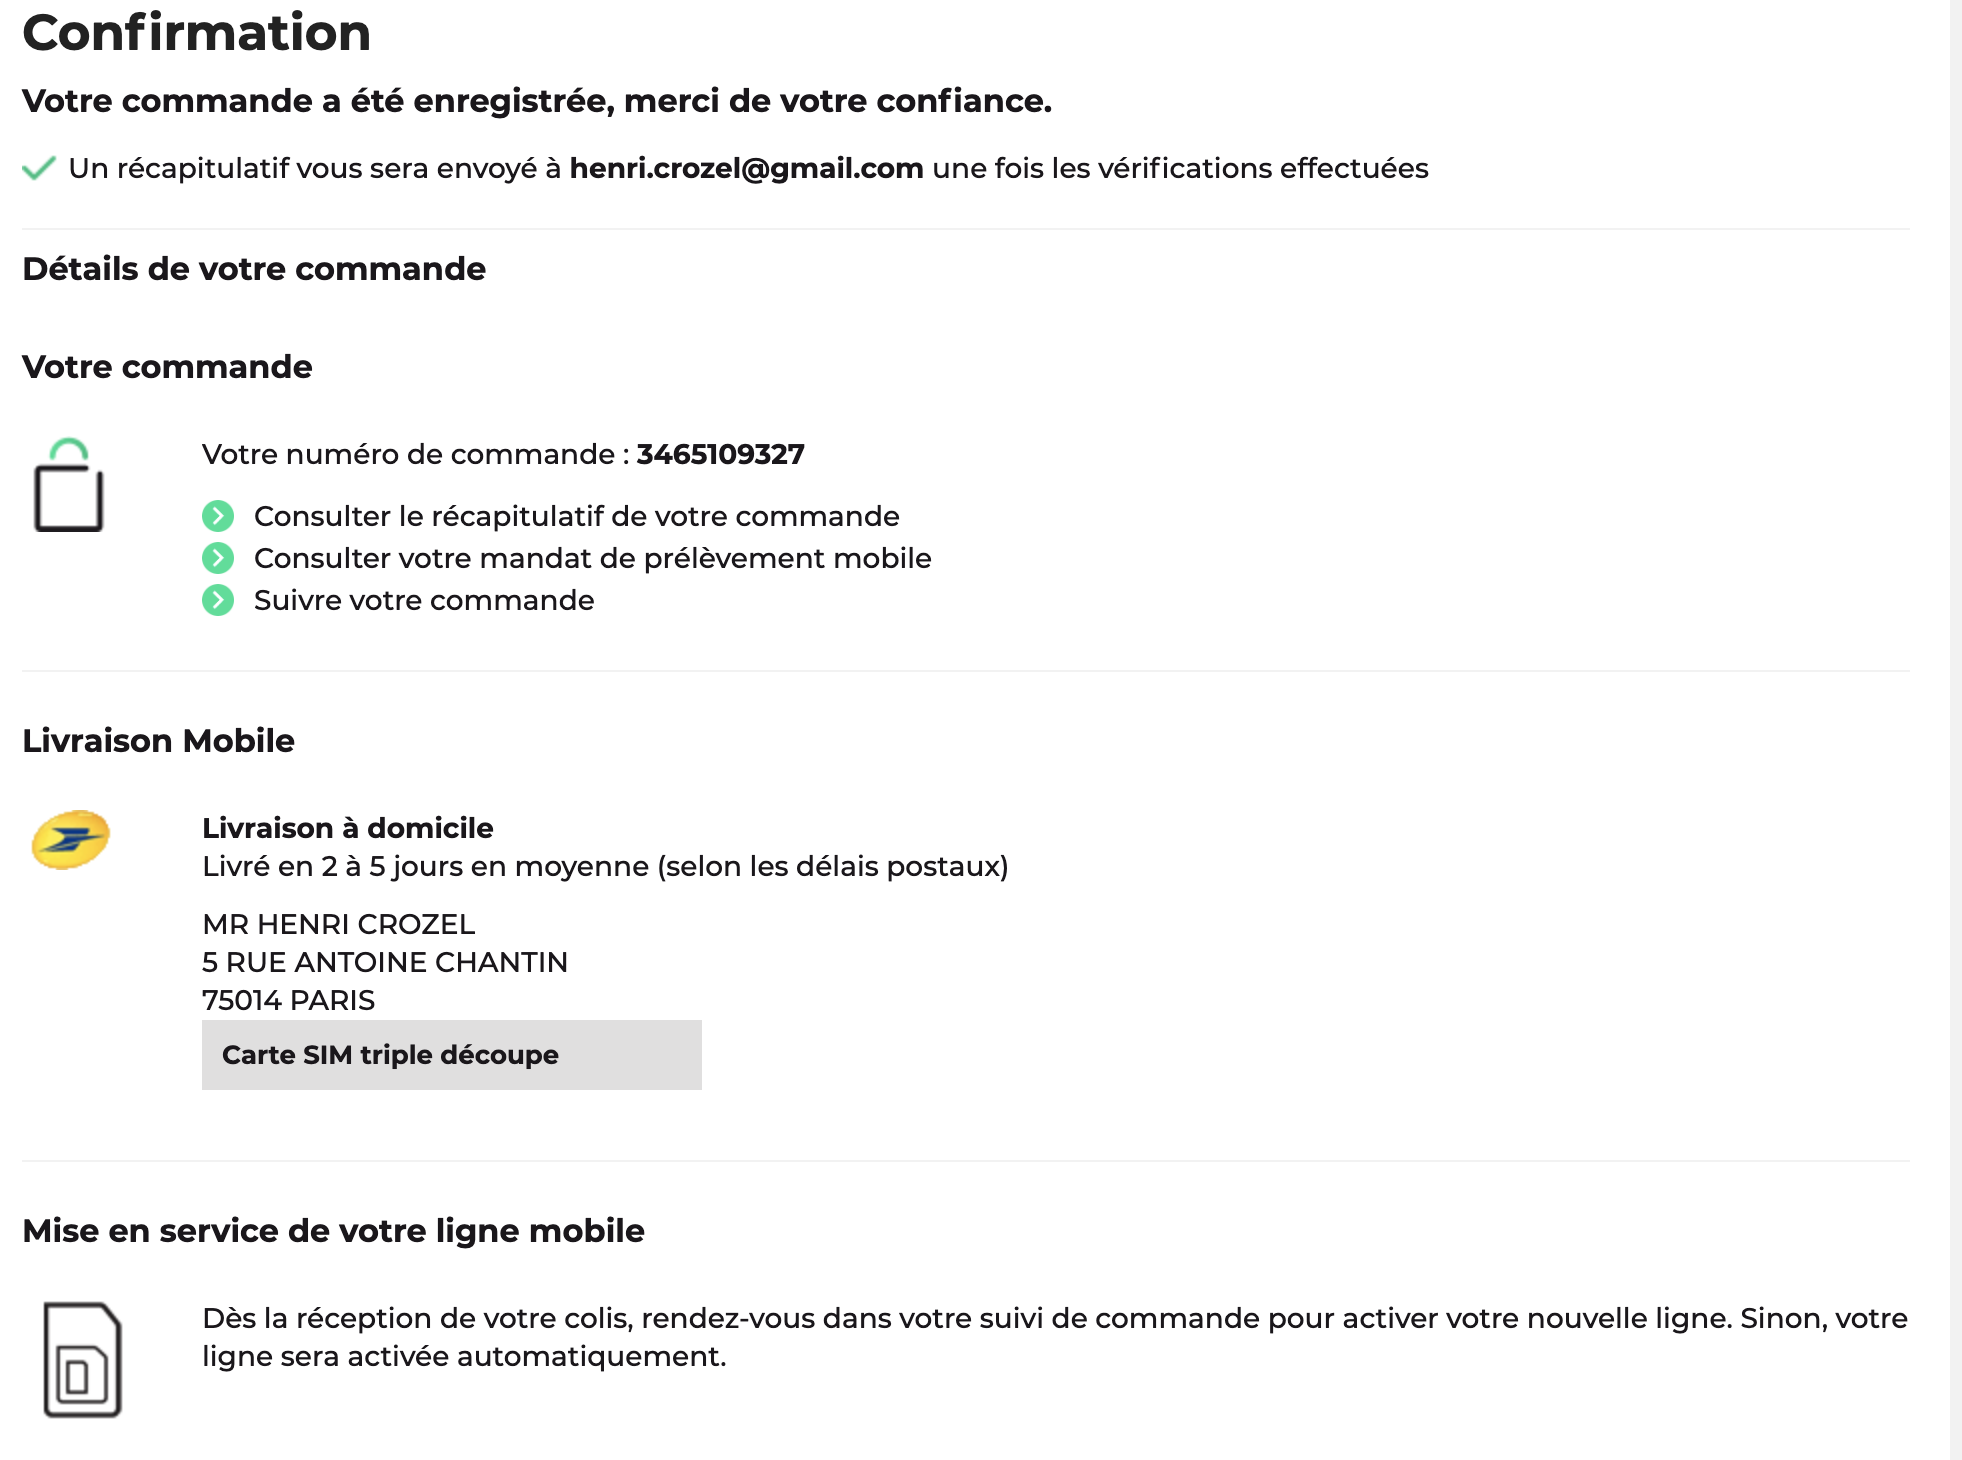 Confirmation
Votre commande a été enregistrée, merci de votre confiance.
Un récapitulatif vous sera envoyé à henri.crozel@gmail.com une fois les vérifications effectuées
Détails de votre commande
Votre commande
Votre numéro de commande : 3465109327
Consulter le récapitulatif de votre commande
Consulter votre mandat de prélèvement mobile
Suivre votre commande
Livraison Mobile
Livraison à domicile
Livré en 2 à 5 jours en moyenne (selon les délais postaux)
MR HENRI CROZEL
5 RUE ANTOINE CHANTIN
75014 PARIS
Carte SIM triple découpe
Mise en service de votre ligne mobile
Dès la réception de votre colis, rendez-vous dans votre suivi de commande pour activer votre nouvelle ligne. Sinon, votre
ligne sera activée automatiquement.